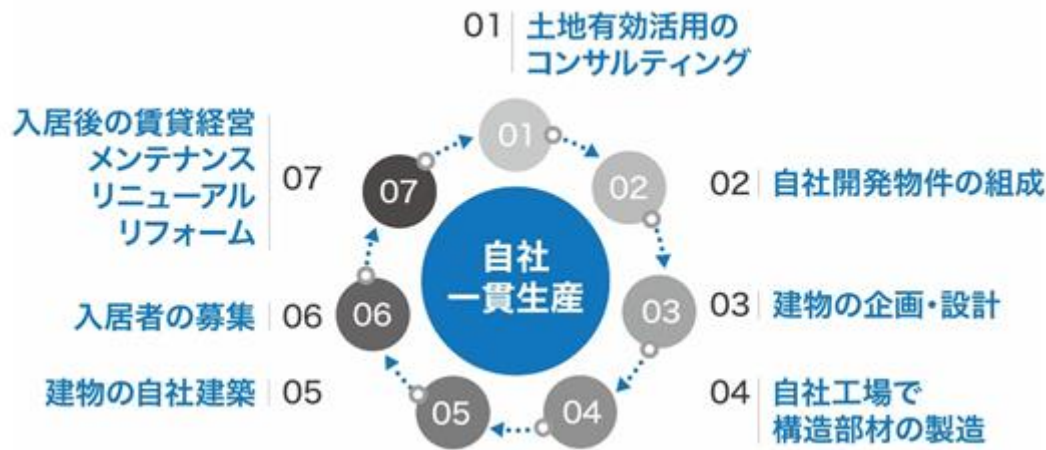 01 土地有効活用の
コンサルティング
入居後の賃貸経営
メンテナンス
リニューアル
リフォーム
07
01
02
03
04
05
06
07
自社
一貫生産
02 自社開発物件の組成
03 建物の企画・設計
04 自社工場で
構造部材の製造
建物の自社建築 05
入居者の募集 06